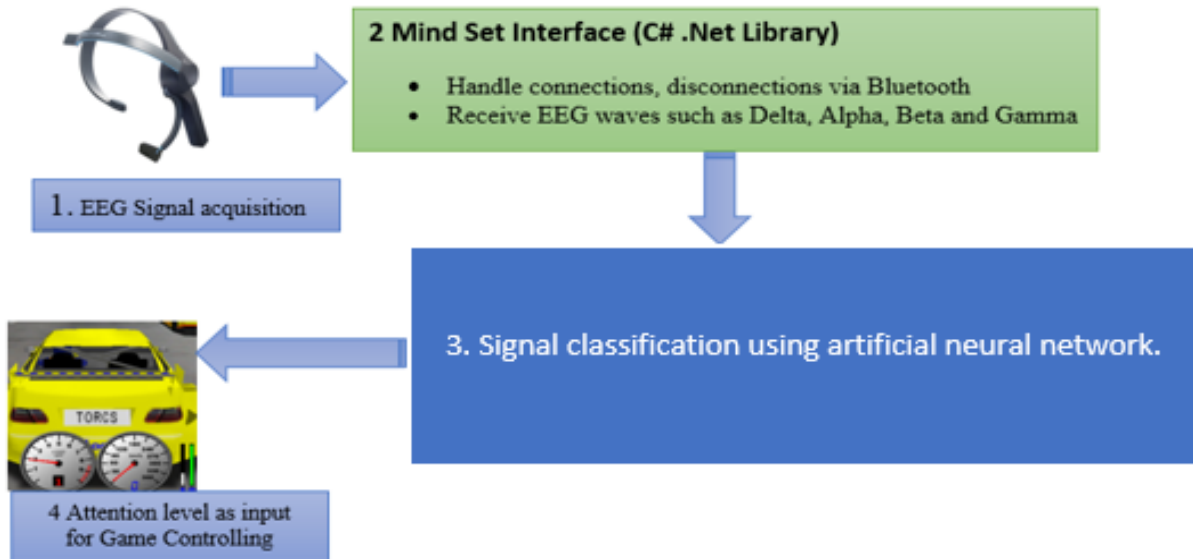 2 Mind Set Interface (C# .Net Library)
• Handle connections, disconnections via Bluetooth
• Receive EEG waves such as Delta, Alpha, Beta and Gamma
1. EEG Signal acquisition
3. Signal classification using artificial neural network.
TORCS
4 Attention level as input
for Game Controlling